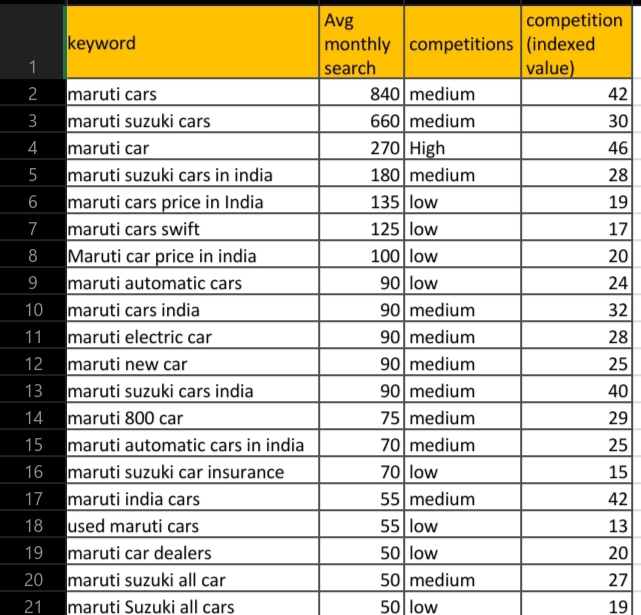 1 keyword Avg monthly search competitions competition (indexed value)
2 maruti cars 840 medium 42
3 maruti suzuki cars 660 medium 30
4 maruti car 270 High 46
5 maruti suzuki cars in india 180 medium 28
6 maruti cars price in India 135 low 19
7 maruti cars swift 125 low 17
8 Maruti car price in india 100 low 20
9 maruti automatic cars 90 low 24
10 maruti cars india 90 medium 32
11 maruti electric car 90 medium 28
12 maruti new car 90 medium 25
13 maruti suzuki cars india 90 medium 40
14 maruti 800 car 75 medium 29
15 maruti automatic cars in india 70 medium 25
16 maruti suzuki car insurance 70 low 15
17 maruti india cars 55 medium 42
18 used maruti cars 55 low 13
19 maruti car dealers 50 low 20
20 maruti suzuki all car 50 medium 27
21 maruti Suzuki all cars 50 low 19